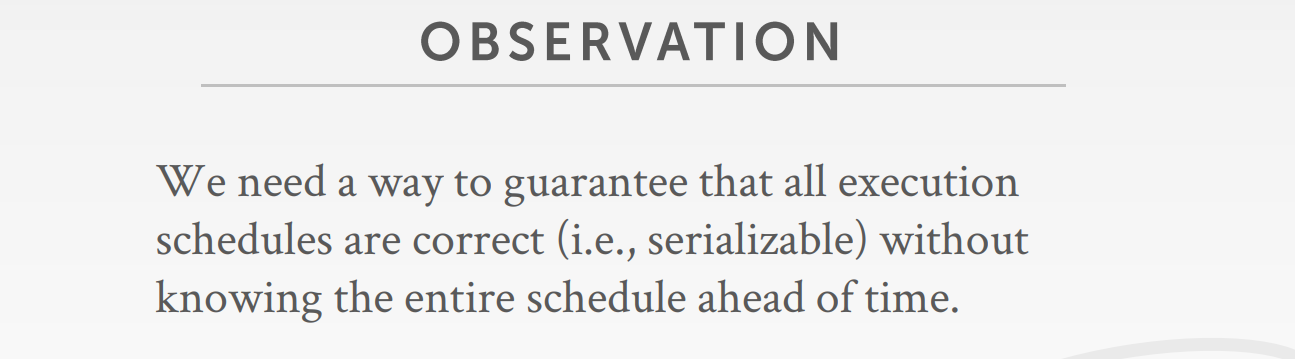 OBSERVATION
We need a way to guarantee that all execution
schedules are correct (i.e., serializable) without
knowing the entire schedule ahead of time.